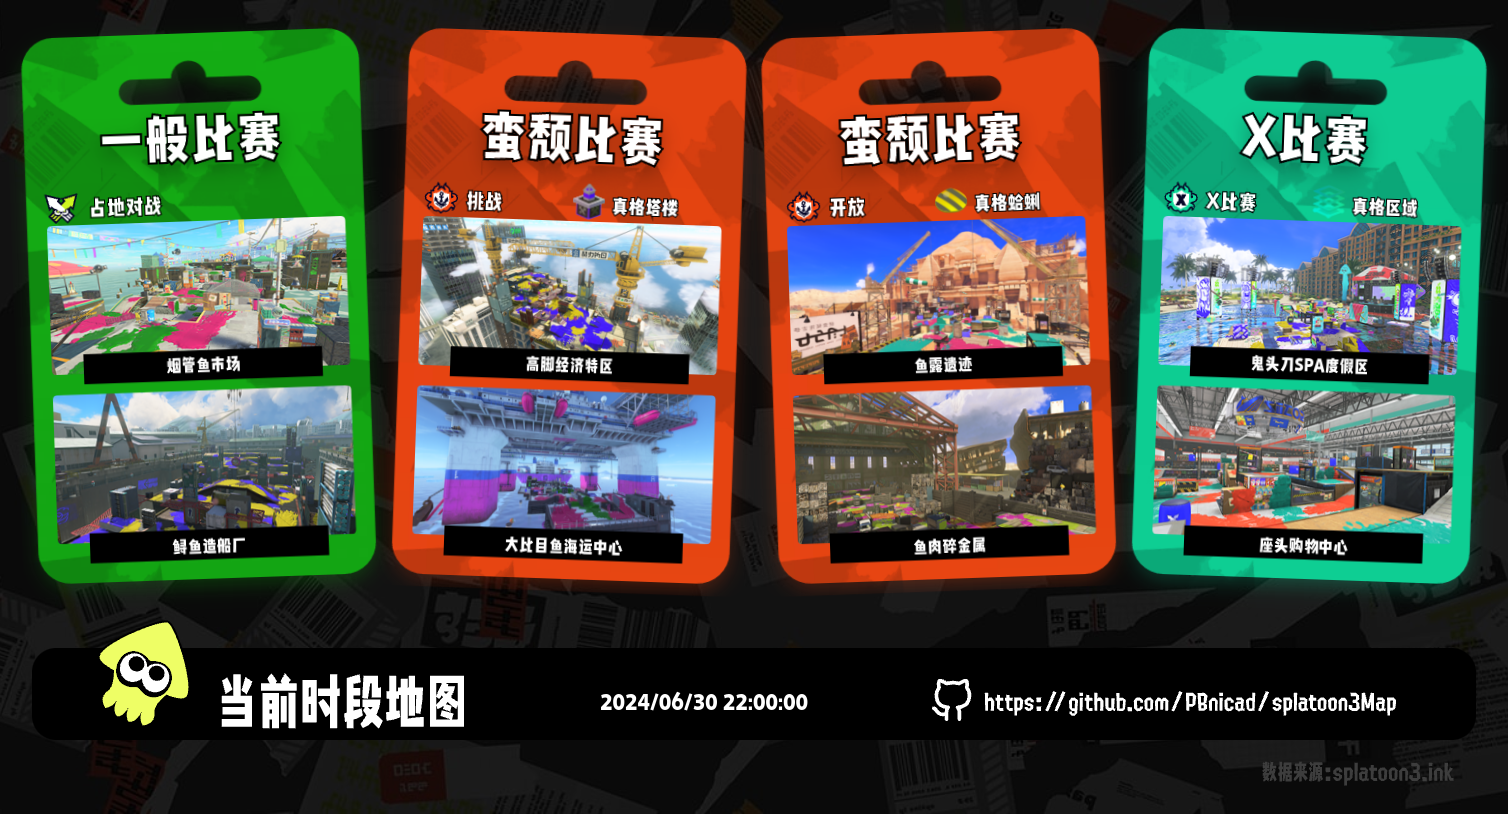 一般比赛
占地对战
烟管鱼市场
鲟鱼造船厂
蛮颓比赛
挑战
真格塔楼
高脚经济特区
大比目鱼海运中心
蛮颓比赛
开放
真格蛤蜊
鱼露遗迹
鱼肉碎金属
X比赛
X比赛
真格区域
鬼头刀SPA度假区
座头购物中心
当前时段地图
2024/06/30 22:00:00
https://github.com/PBnicad/splatoon3Map
数据来源:splatoon3.ink